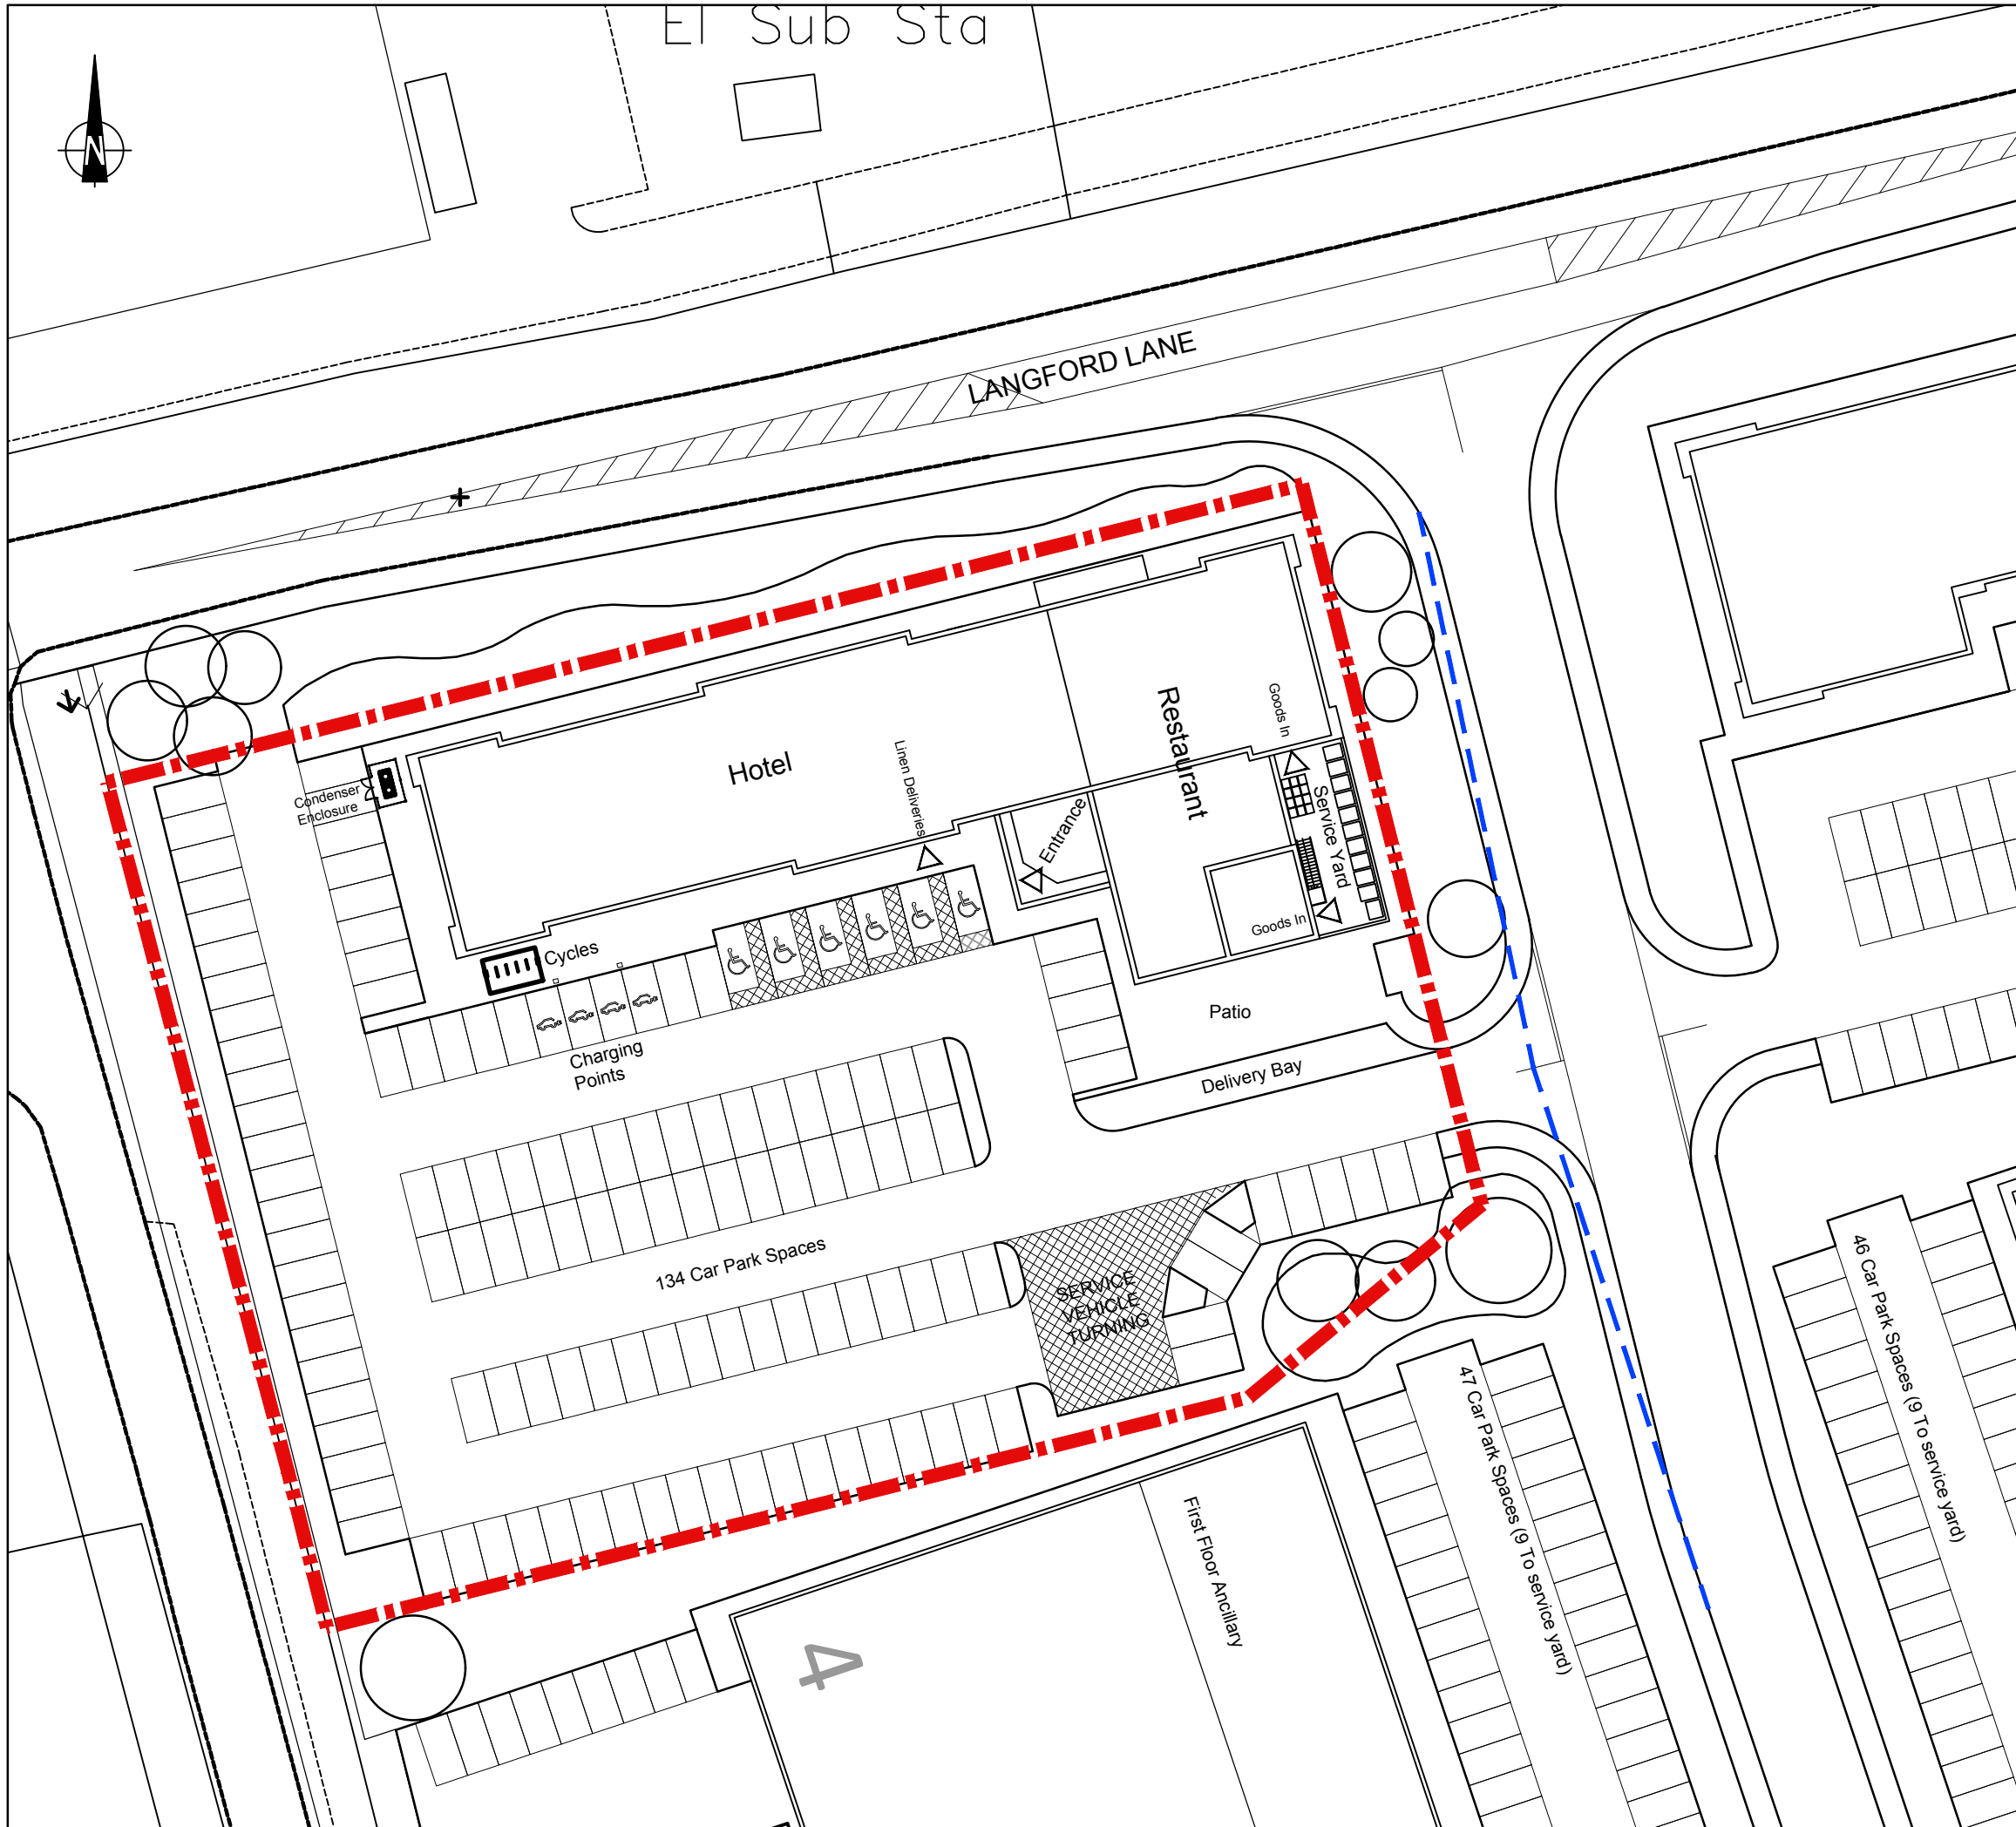 El Sub Sta
N
LANGFORD LANE
Hotel
Restaurant
Goods In
Linen Deliveries
Condenser
Enclosure
Entrance
Service Yard
Goods In
Cycles
Patio
Charging
Points
Delivery Bay
134 Car Park Spaces
SERVICE
VEHICLE
TURNING
46 Car Park Spaces (9 To service yard)
47 Car Park Spaces (9 To service yard)
First Floor Ancillary
4